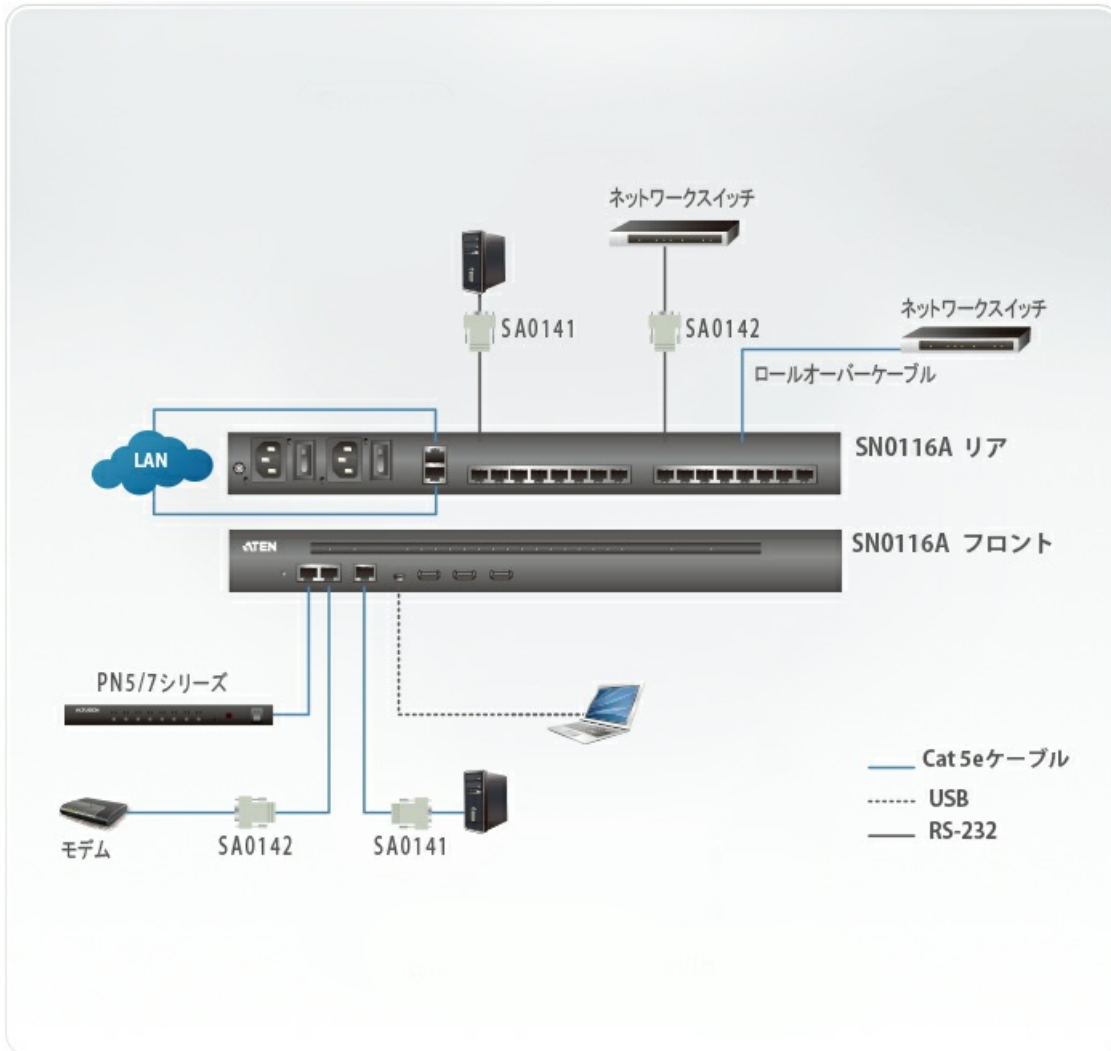 ネットワークスイッチ
SA0141
SA0142
ネットワークスイッチ
ロールオーバーケーブル
LAN
SN0116A リア
ATEN
SN0116A フロント
PN5/7シリーズ
モデム
SA0142
SA0141
Cat 5eケーブル
USB
RS-232